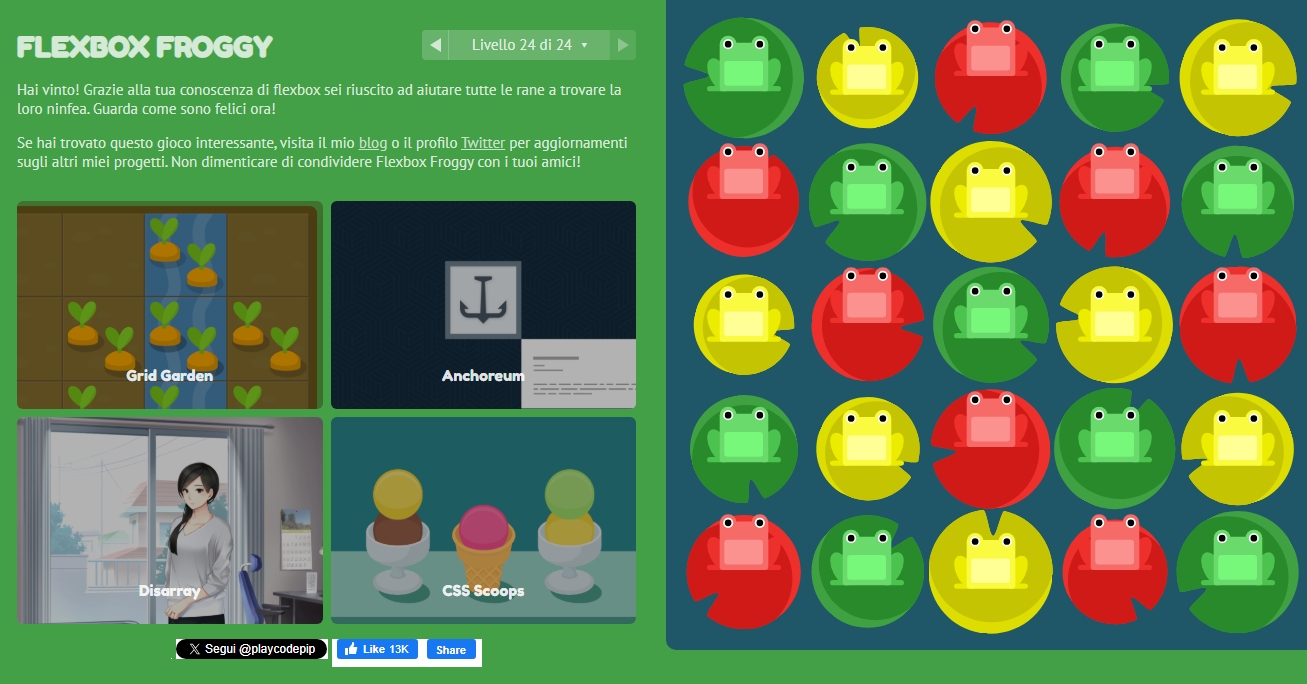 FLEXBOX FROGGY
Livello 24 di 24
Hai vinto! Grazie alla tua conoscenza di flexbox sei riuscito ad aiutare tutte le rane a trovare la
loro ninfea. Guarda come sono felici ora!
Se hai trovato questo gioco interessante, visita il mio blog o il profilo Twitter per aggiornamenti
sugli altri miei progetti. Non dimenticare di condividere Flexbox Froggy con i tuoi amici!
Grid Garden
Anchoreum
Disarray
CSS Scoops
Segui @playcodepip
Like 13K
Share